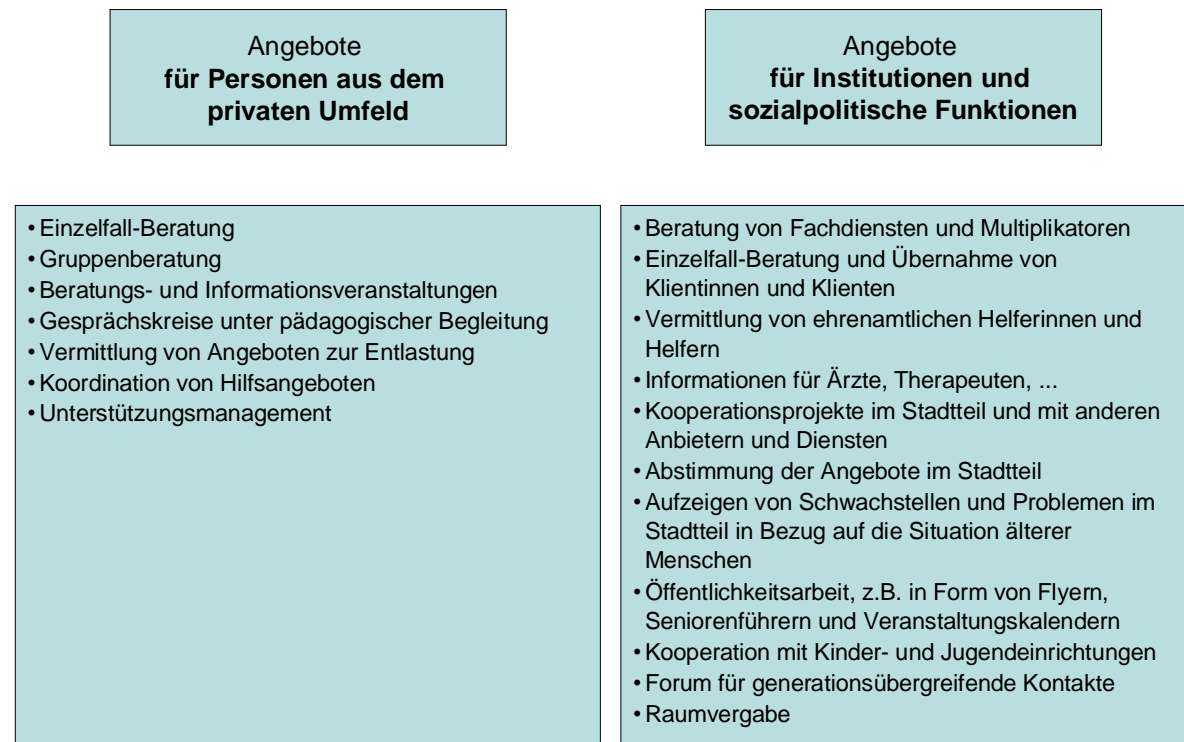 Angebote
für Personen aus dem
privaten Umfeld
Angebote
für Institutionen und
sozialpolitische Funktionen
• Einzelfall-Beratung
• Gruppenberatung
• Beratungs- und Informationsveranstaltungen
• Gesprächskreise unter pädagogischer Begleitung
• Vermittlung von Angeboten zur Entlastung
• Koordination von Hilfsangeboten
• Unterstützungsmanagement
• Beratung von Fachdiensten und Multiplikatoren
• Einzelfall-Beratung und Übernahme von
Klientinnen und Klienten
• Vermittlung von ehrenamtlichen Helferinnen und
Helfern
• Informationen für Ärzte, Therapeuten, ...
• Kooperationsprojekte im Stadtteil und mit anderen
Anbietern und Diensten
• Abstimmung der Angebote im Stadtteil
• Aufzeigen von Schwachstellen und Problemen im
Stadtteil in Bezug auf die Situation älterer
Menschen
• Öffentlichkeitsarbeit, z.B. in Form von Flyern,
Seniorenführern und Veranstaltungskalendern
• Kooperation mit Kinder- und Jugendeinrichtungen
• Forum für generationsübergreifende Kontakte
• Raumvergabe